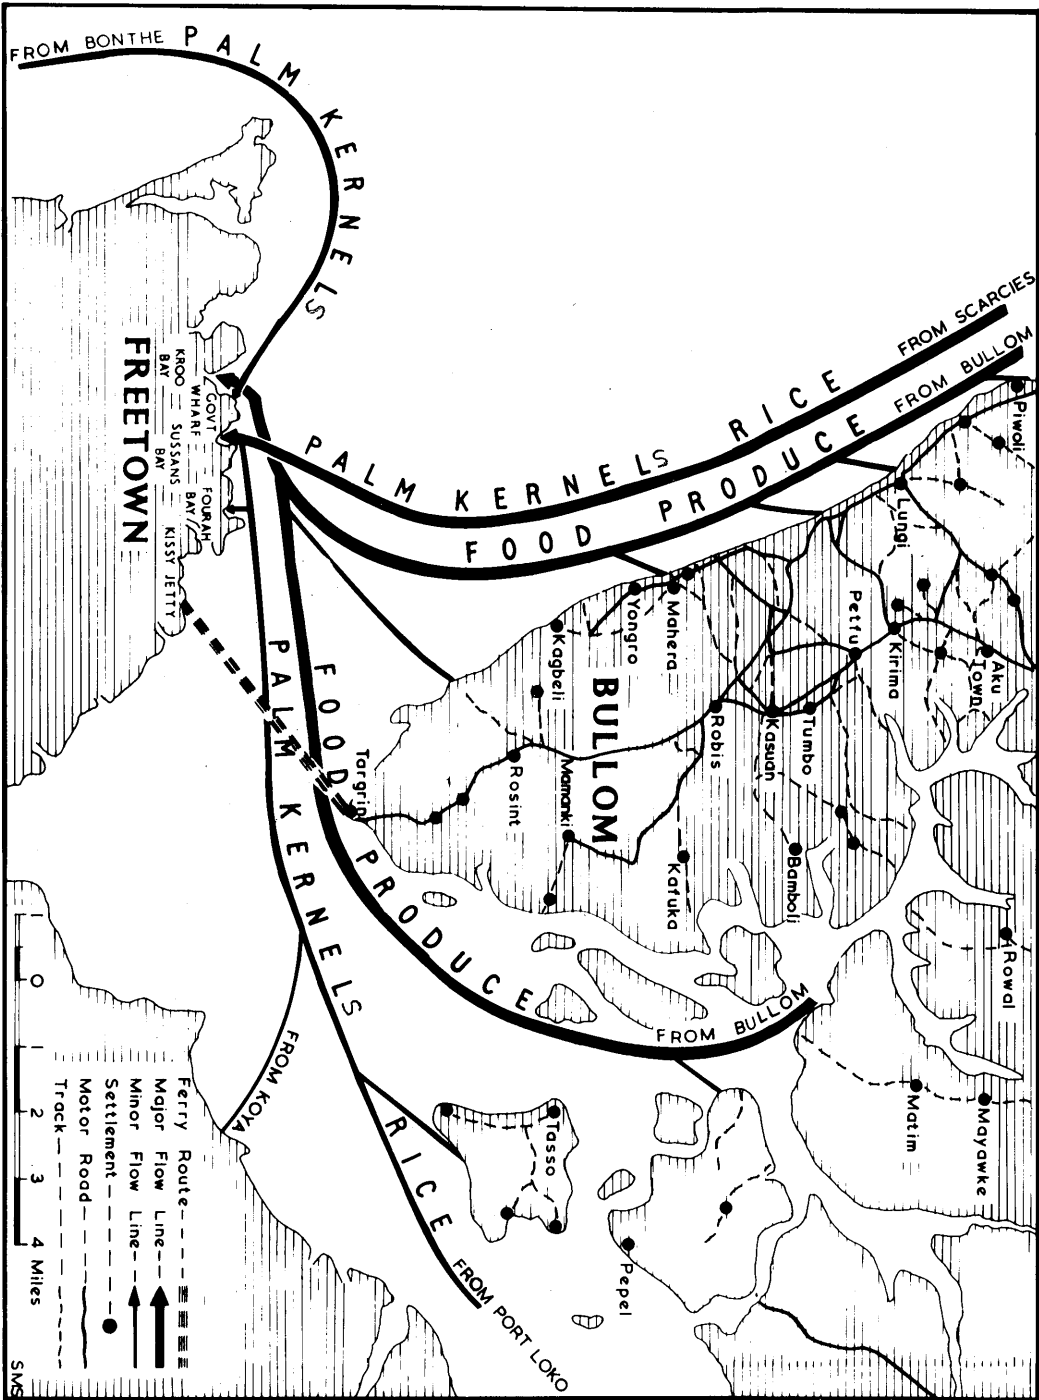 FROM BONTHE
PALM KERNELS
FROM SCARCIES
RICE
PALM KERNELS
FROM BULLOM
FOOD PRODUCE
FREETOWN
KROO
BAY
GOVT
WHARF
SUSSANS
BAY
FOURAH
BAY
KISSY JETTY
BULLOM
Piwoli
Lungi
Aku
Town
Kirima
Petfu
Mahera
Yongro
Kagbeli
Robis
Kasuan
Tumbo
Bamboli
Kafuka
Mamanki
Rosint
Targrin
Rowal
Mayawke
Matim
Tasso
Pepel
FOOD PRODUCE
FROM BULLOM
PALM KERNELS
RICE
FROM PORT LOKO
FROM KOYA
Ferry Route
Major Flow Line
Minor Flow Line
Settlement
Motor Road
Track
1 0 1 2 3 4 Miles
SMS